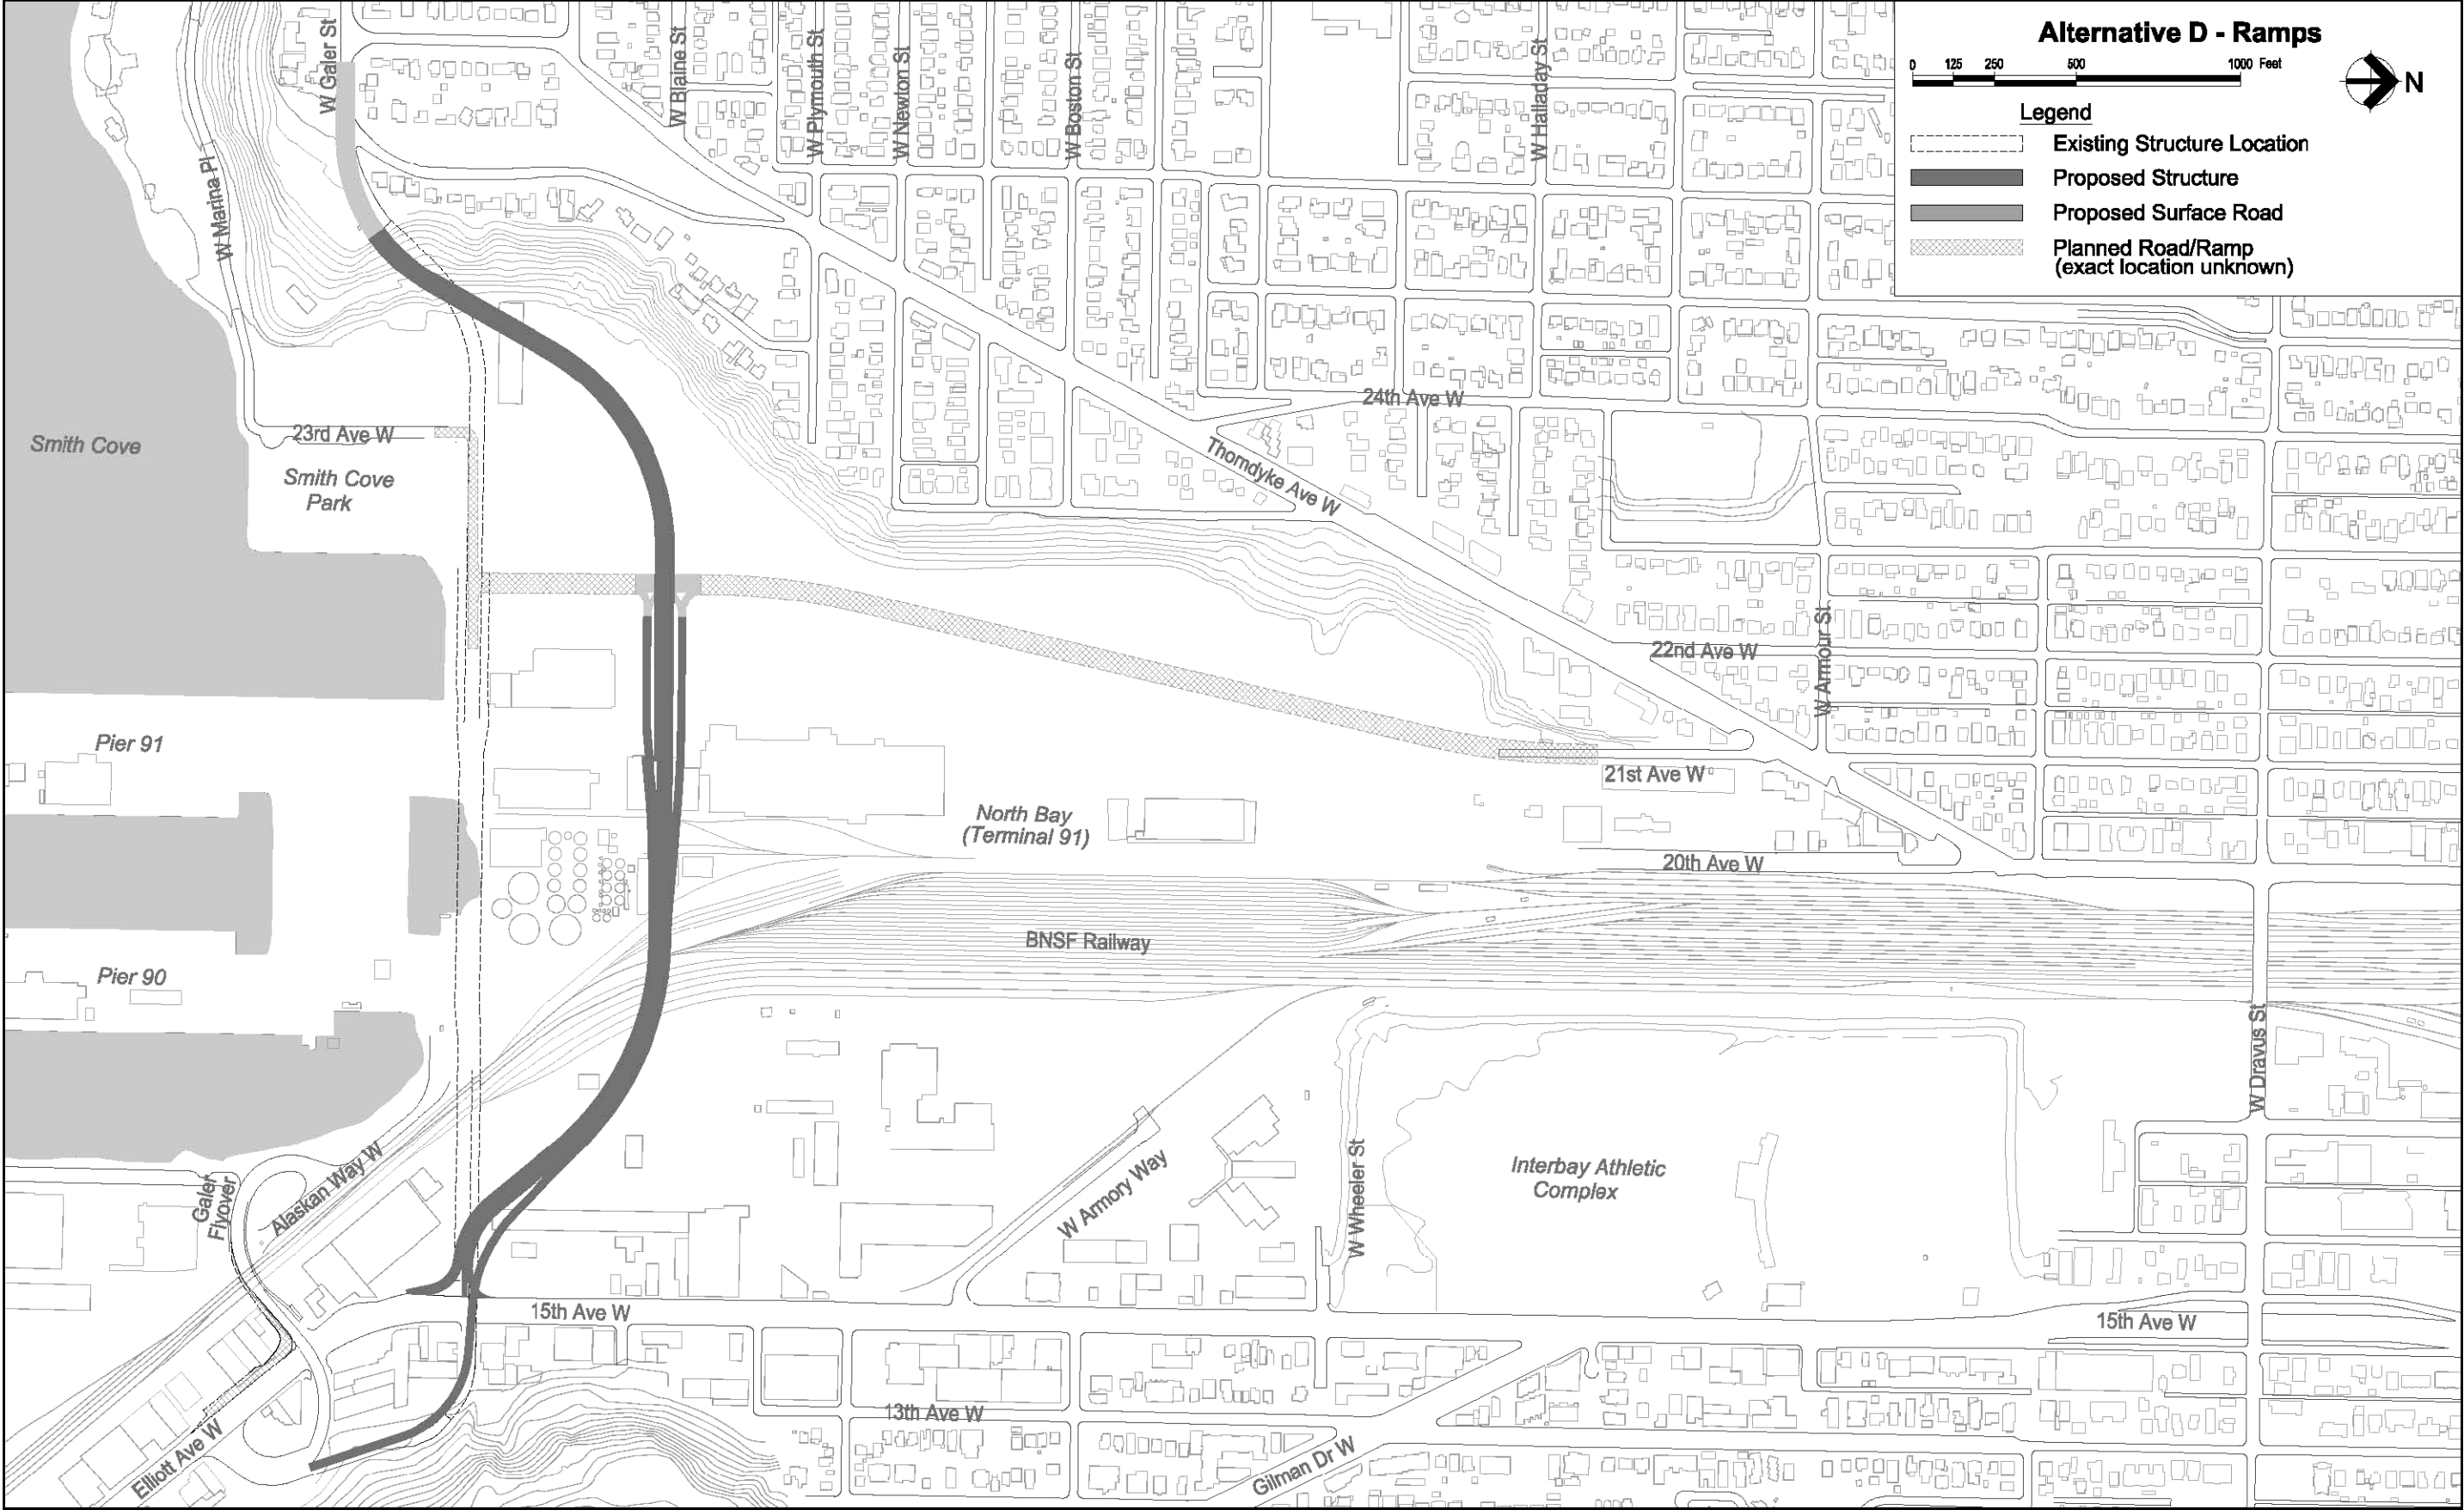 Alternative D - Ramps
0 125 250 500 1000 Feet
N
Legend
Existing Structure Location
Proposed Structure
Proposed Surface Road
Planned Road/Ramp
(exact location unknown)
W Galer St
W Blaine St
W Plymouth St
W Newton St
W Boston St
W Halladay St
W Marina Pl
24th Ave W
Smith Cove
23rd Ave W
Smith Cove
Park
Thorndyke Ave W
22nd Ave W
W Armour St
Pier 91
21st Ave W
North Bay
(Terminal 91)
20th Ave W
BNSF Railway
Pier 90
W Dravus St
Galer
Flyover
Alaskan Way W
W Armory Way
W Wheeler St
Interbay Athletic
Complex
15th Ave W
15th Ave W
13th Ave W
Elliott Ave W
Gilman Dr W